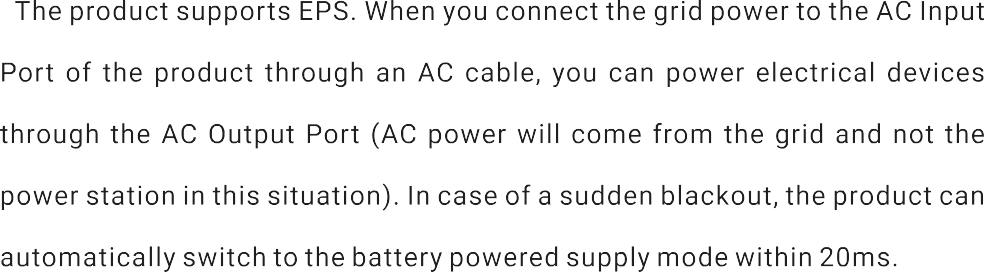 The product supports EPS. When you connect the grid power to the AC Input
Port of the product through an AC cable, you can power electrical devices
through the AC Output Port (AC power will come from the grid and not the
power station in this situation). In case of a sudden blackout, the product can
automatically switch to the battery powered supply mode within 20ms.